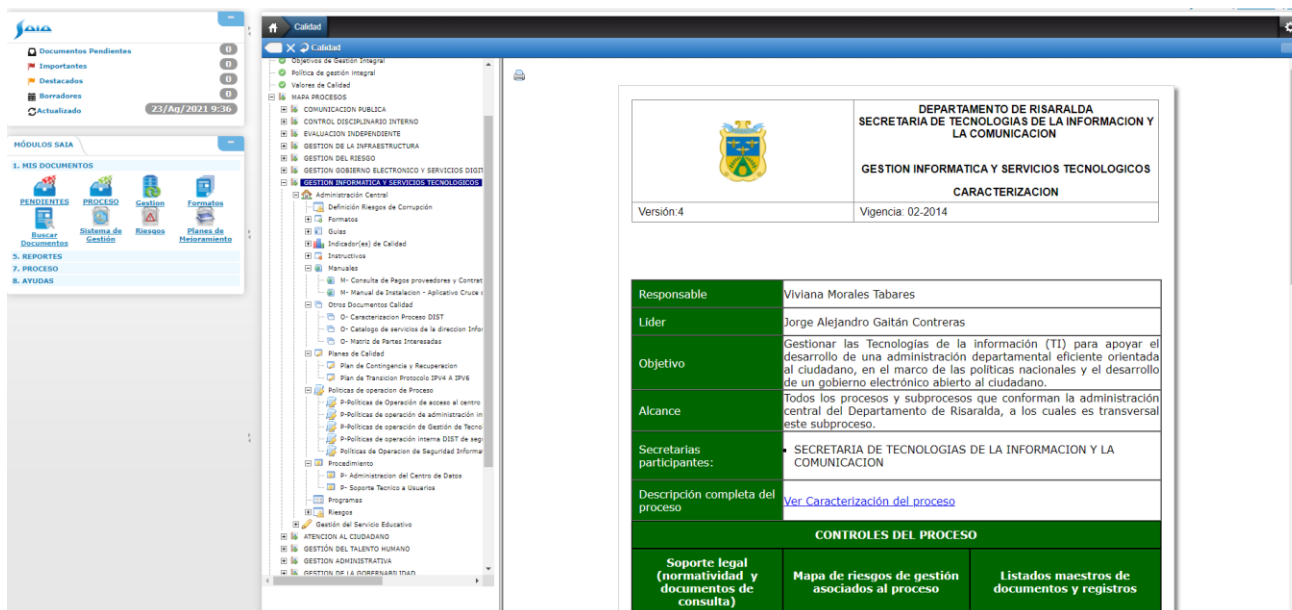 saia
Documentos Pendientes 0
Importantes 0
Destacados 0
Borradores 0
Actualizado 23/Ag/2021 9:36
MÓDULOS SAIA
1. MIS DOCUMENTOS
PENDIENTES PROCESO Gestion Formatos
Buscar Documentos Sistema de Gestión Riesgos Planes de Mejoramiento
5. REPORTES
7. PROCESO
8. AYUDAS
Calidad
Calidad
Objetivos de Gestión Integral
Política de gestión integral
Valores de Calidad
MAPA PROCESOS
COMUNICACION PUBLICA
CONTROL DISCIPLINARIO INTERNO
EVALUACION INDEPENDIENTE
GESTION DE LA INFRAESTRUCTURA
GESTION DEL RIESGO
GESTION GOBIERNO ELECTRONICO Y SERVICIOS DIGIT
GESTION INFORMATICA Y SERVICIOS TECNOLOGICOS
Administración Central
Definición Riesgos de Corrupción
Formatos
Guias
Indicador(es) de Calidad
Instructivos
Manuales
M- Consulta de Pagos proveedores y Contrat
M- Manual de Instalacion - Aplicativo Cruce
Otros Documentos Calidad
O- Caracterizacion Proceso DIST
O- Catalogo de servicios de la direccion Infor
O- Matriz de Partes Interesadas
Planes de Calidad
Plan de Contingencia y Recuperacion
Plan de Transicion Protocolo IPV4 A IPV6
Politicas de operacion de Proceso
P-Políticas de Operación de acceso al centro
P-Políticas de operación de administración in
P-Políticas de operación de Gestión de Tecno
P-Políticas de operación interna DIST de segu
Políticas de Operacion de Seguridad Informa
Procedimiento
P- Administracion del Centro de Datos
P- Soporte Tecnico a Usuarios
Programas
Riesgos
Gestión del Servicio Educativo
ATENCION AL CIUDADANO
GESTIÓN DEL TALENTO HUMANO
GESTION ADMINISTRATIVA
GESTION DE LA GOBERNABILIDAD
DEPARTAMENTO DE RISARALDA
SECRETARIA DE TECNOLOGIAS DE LA INFORMACION Y
LA COMUNICACION
GESTION INFORMATICA Y SERVICIOS TECNOLOGICOS
CARACTERIZACION
Versión:4 Vigencia: 02-2014
Responsable Viviana Morales Tabares
Líder Jorge Alejandro Gaitán Contreras
Objetivo Gestionar las Tecnologías de la información (TI) para apoyar el
desarrollo de una administración departamental eficiente orientada
al ciudadano, en el marco de las políticas nacionales y el desarrollo
de un gobierno electrónico abierto al ciudadano.
Alcance Todos los procesos y subprocesos que conforman la administración
central del Departamento de Risaralda, a los cuales es transversal
este subproceso.
Secretarias participantes: SECRETARIA DE TECNOLOGIAS DE LA INFORMACION Y LA
COMUNICACION
Descripción completa del proceso Ver Caracterización del proceso
CONTROLES DEL PROCESO
Soporte legal (normatividad y documentos de consulta) Mapa de riesgos de gestión asociados al proceso Listados maestros de documentos y registros